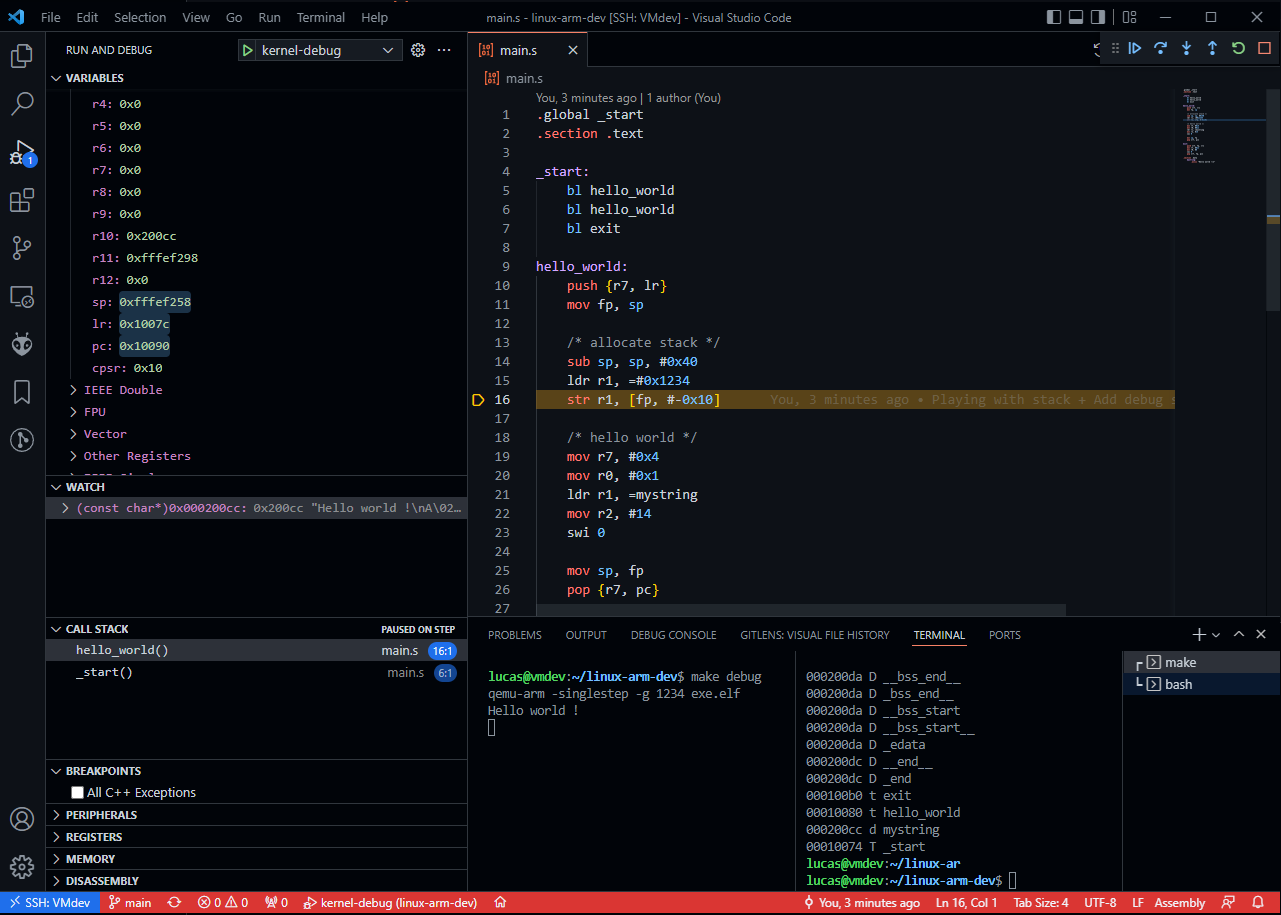 File Edit Selection View Go Run Terminal Help
main.s - linux-arm-dev [SSH: VMdev] - Visual Studio Code
RUN AND DEBUG
kernel-debug
VARIABLES
r4: 0x0
r5: 0x0
r6: 0x0
r7: 0x0
r8: 0x0
r9: 0x0
r10: 0x200cc
r11: 0xfffef298
r12: 0x0
sp: 0xfffef258
lr: 0x1007c
pc: 0x10090
cpsr: 0x10
IEEE Double
FPU
Vector
Other Registers
WATCH
(const char*)0x000200cc: 0x200cc "Hello world !\nA\02…
CALL STACK PAUSED ON STEP
hello_world() main.s 16:1
_start() main.s 6:1
BREAKPOINTS
All C++ Exceptions
PERIPHERALS
REGISTERS
MEMORY
DISASSEMBLY
1
main.s
main.s
You, 3 minutes ago | 1 author (You)
1 .global _start
2 .section .text
3
4 _start:
5 bl hello_world
6 bl hello_world
7 bl exit
8
9 hello_world:
10 push {r7, lr}
11 mov fp, sp
12
13 /* allocate stack */
14 sub sp, sp, #0x40
15 ldr r1, =#0x1234
16 str r1, [fp, #-0x10] You, 3 minutes ago • Playing with stack + Add debug s
17
18 /* hello world */
19 mov r7, #0x4
20 mov r0, #0x1
21 ldr r1, =mystring
22 mov r2, #14
23 swi 0
24
25 mov sp, fp
26 pop {r7, pc}
27
PROBLEMS OUTPUT DEBUG CONSOLE GITLENS: VISUAL FILE HISTORY TERMINAL PORTS
lucas@vmdev:~/linux-arm-dev$ make debug
qemu-arm -singlestep -g 1234 exe.elf
Hello world !
000200da D __bss_end__
000200da D _bss_end__
000200da D __bss_start
000200da D __bss_start__
000200da D _edata
000200dc D __end__
000200dc D _end
000100b0 t exit
00010080 t hello_world
000200cc d mystring
00010074 T _start
lucas@vmdev:~/linux-ar
lucas@vmdev:~/linux-arm-dev$
make
bash
SSH: VMdev main 0 0 0 kernel-debug (linux-arm-dev)
You, 3 minutes ago Ln 16, Col 1 Tab Size: 4 UTF-8 LF Assembly